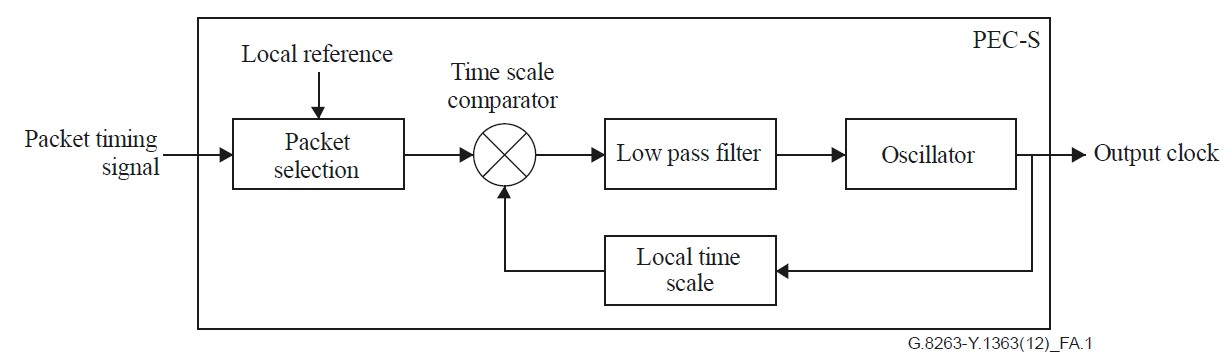 PEC-S
Local reference
Time scale
comparator
Packet timing
signal
Packet
selection
Low pass filter
Oscillator
Output clock
Local time
scale
G.8263-Y.1363(12)_FA.1